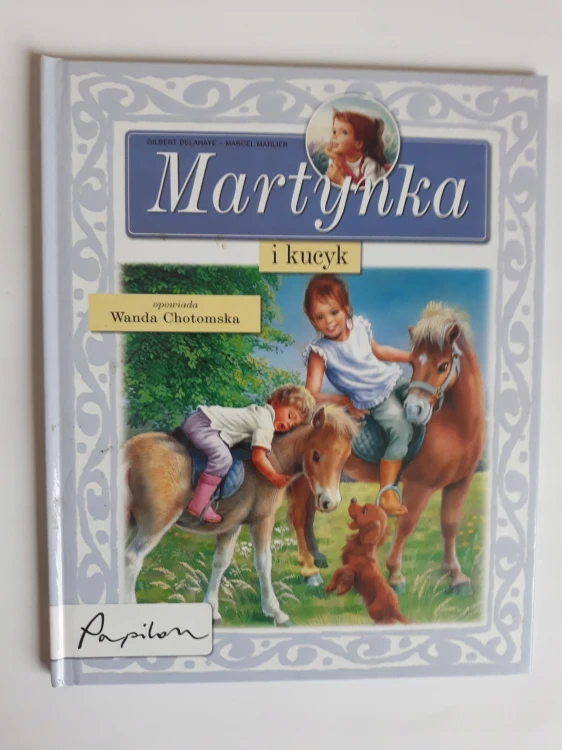 GILBERT DELAHAYE – MARCEL MARLIER
Martynka
i kucyk
opowiada
Wanda Chotomska
Papilon